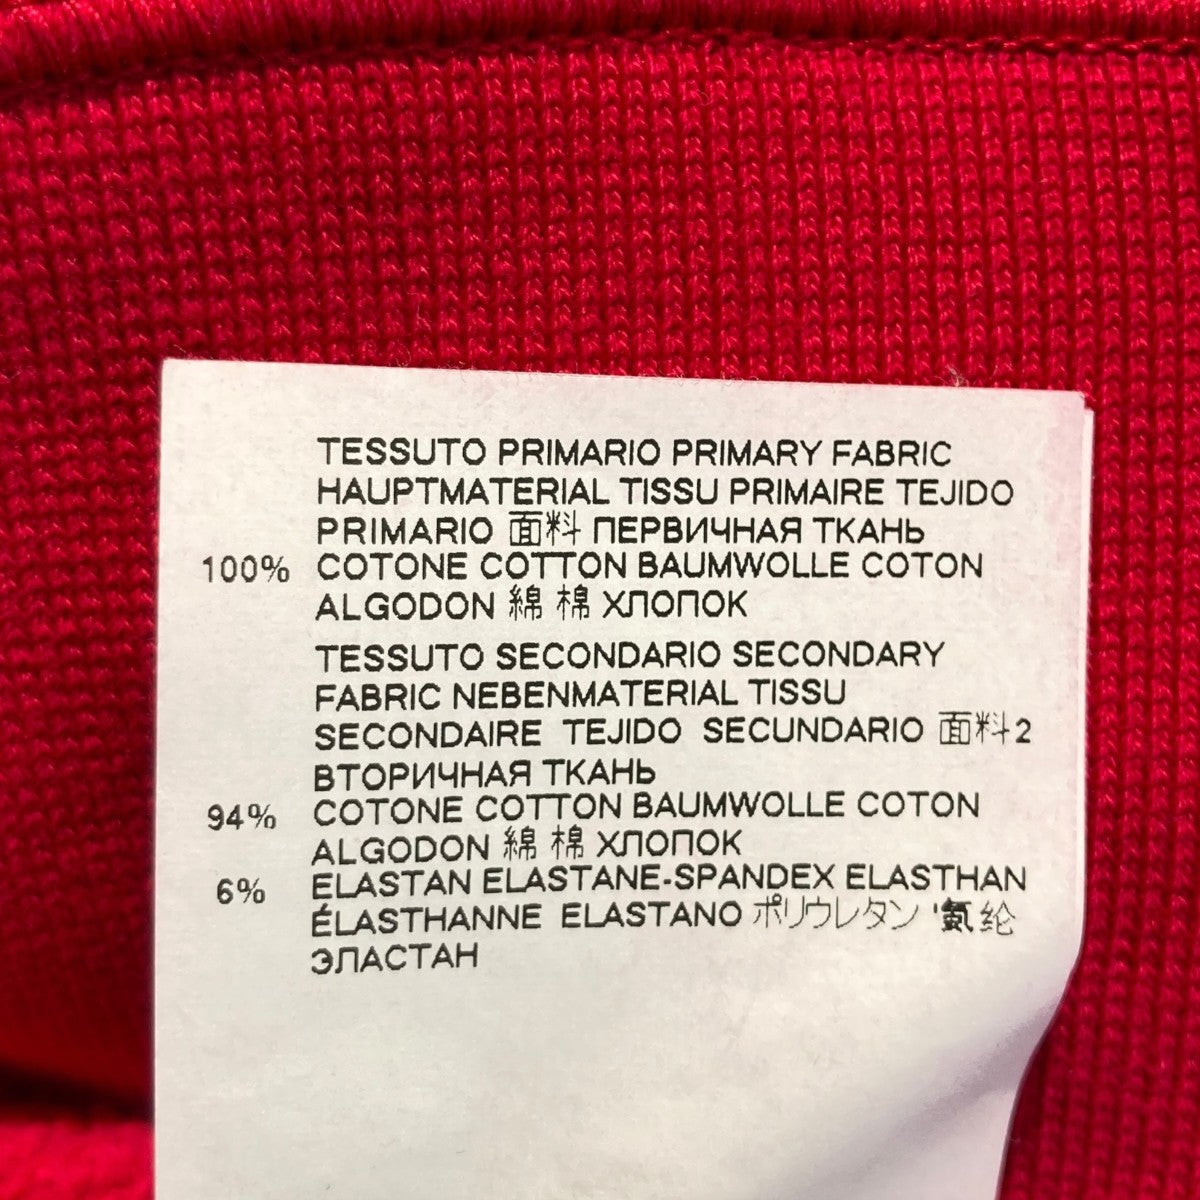 TESSUTO PRIMARIO PRIMARY FABRIC
HAUPTMATERIAL TISSU PRIMAIRE TEJIDO
PRIMARIO 面料 ПЕРВИЧНАЯ ТКАНЬ
100% COTONE COTTON BAUMWOLLE COTON
ALGODON 綿 棉 ХЛОПОК
TESSUTO SECONDARIO SECONDARY
FABRIC NEBENMATERIAL TISSU
SECONDAIRE TEJIDO SECUNDARIO 面料2
ВТОРИЧНАЯ ТКАНЬ
94% COTONE COTTON BAUMWOLLE COTON
ALGODON 綿 棉 ХЛОПОК
6% ELASTAN ELASTANE-SPANDEX ELASTHAN
ÉLASTHANNE ELASTANO ポリウレタン '氨纶
ЭЛАСТАН